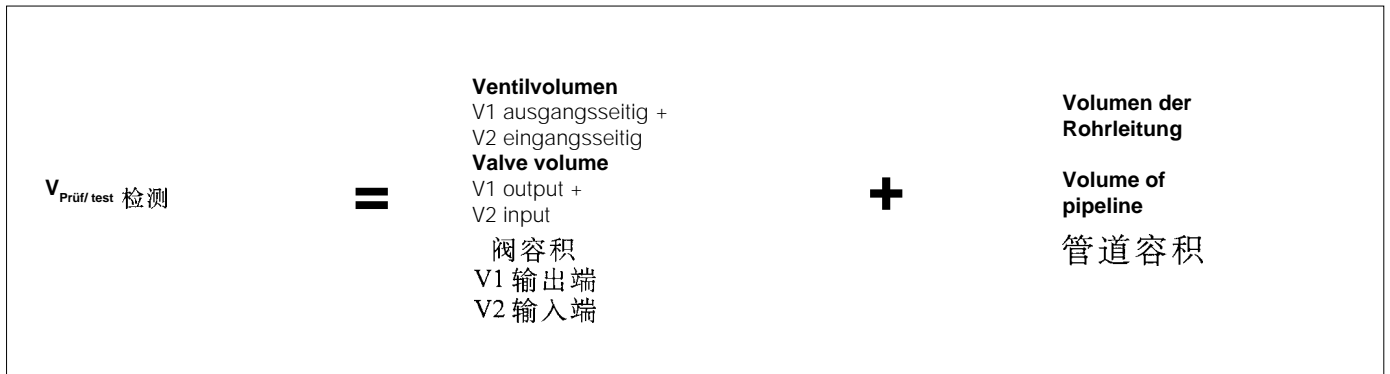 V Prüf/ test 检测
=
Ventilvolumen
V1 ausgangsseitig +
V2 eingangsseitig
Valve volume
V1 output +
V2 input
阀容积
V1 输出端
V2 输入端
+
Volumen der
Rohrleitung
Volume of
pipeline
管道容积